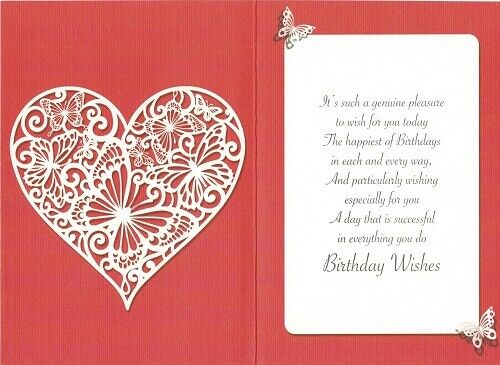 It's such a genuine pleasure
to wish for you today
The happiest of Birthdays
in each and every way,
And particularly wishing
especially for you
A day that is successful
in everything you do
Birthday Wishes